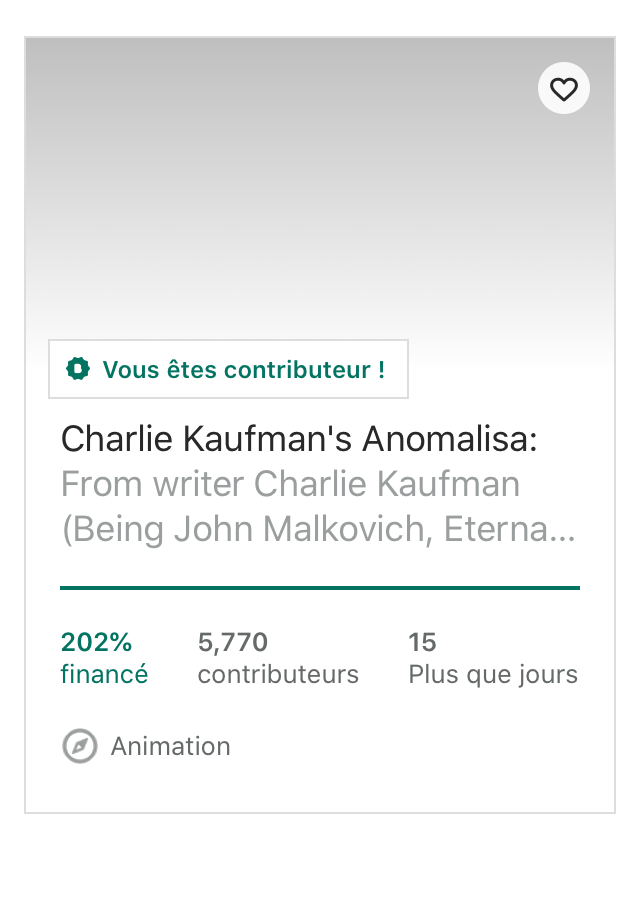 Vous êtes contributeur !
Charlie Kaufman's Anomalisa:
From writer Charlie Kaufman
(Being John Malkovich, Eterna...
202%
financé
5,770
contributeurs
15
Plus que jours
Animation